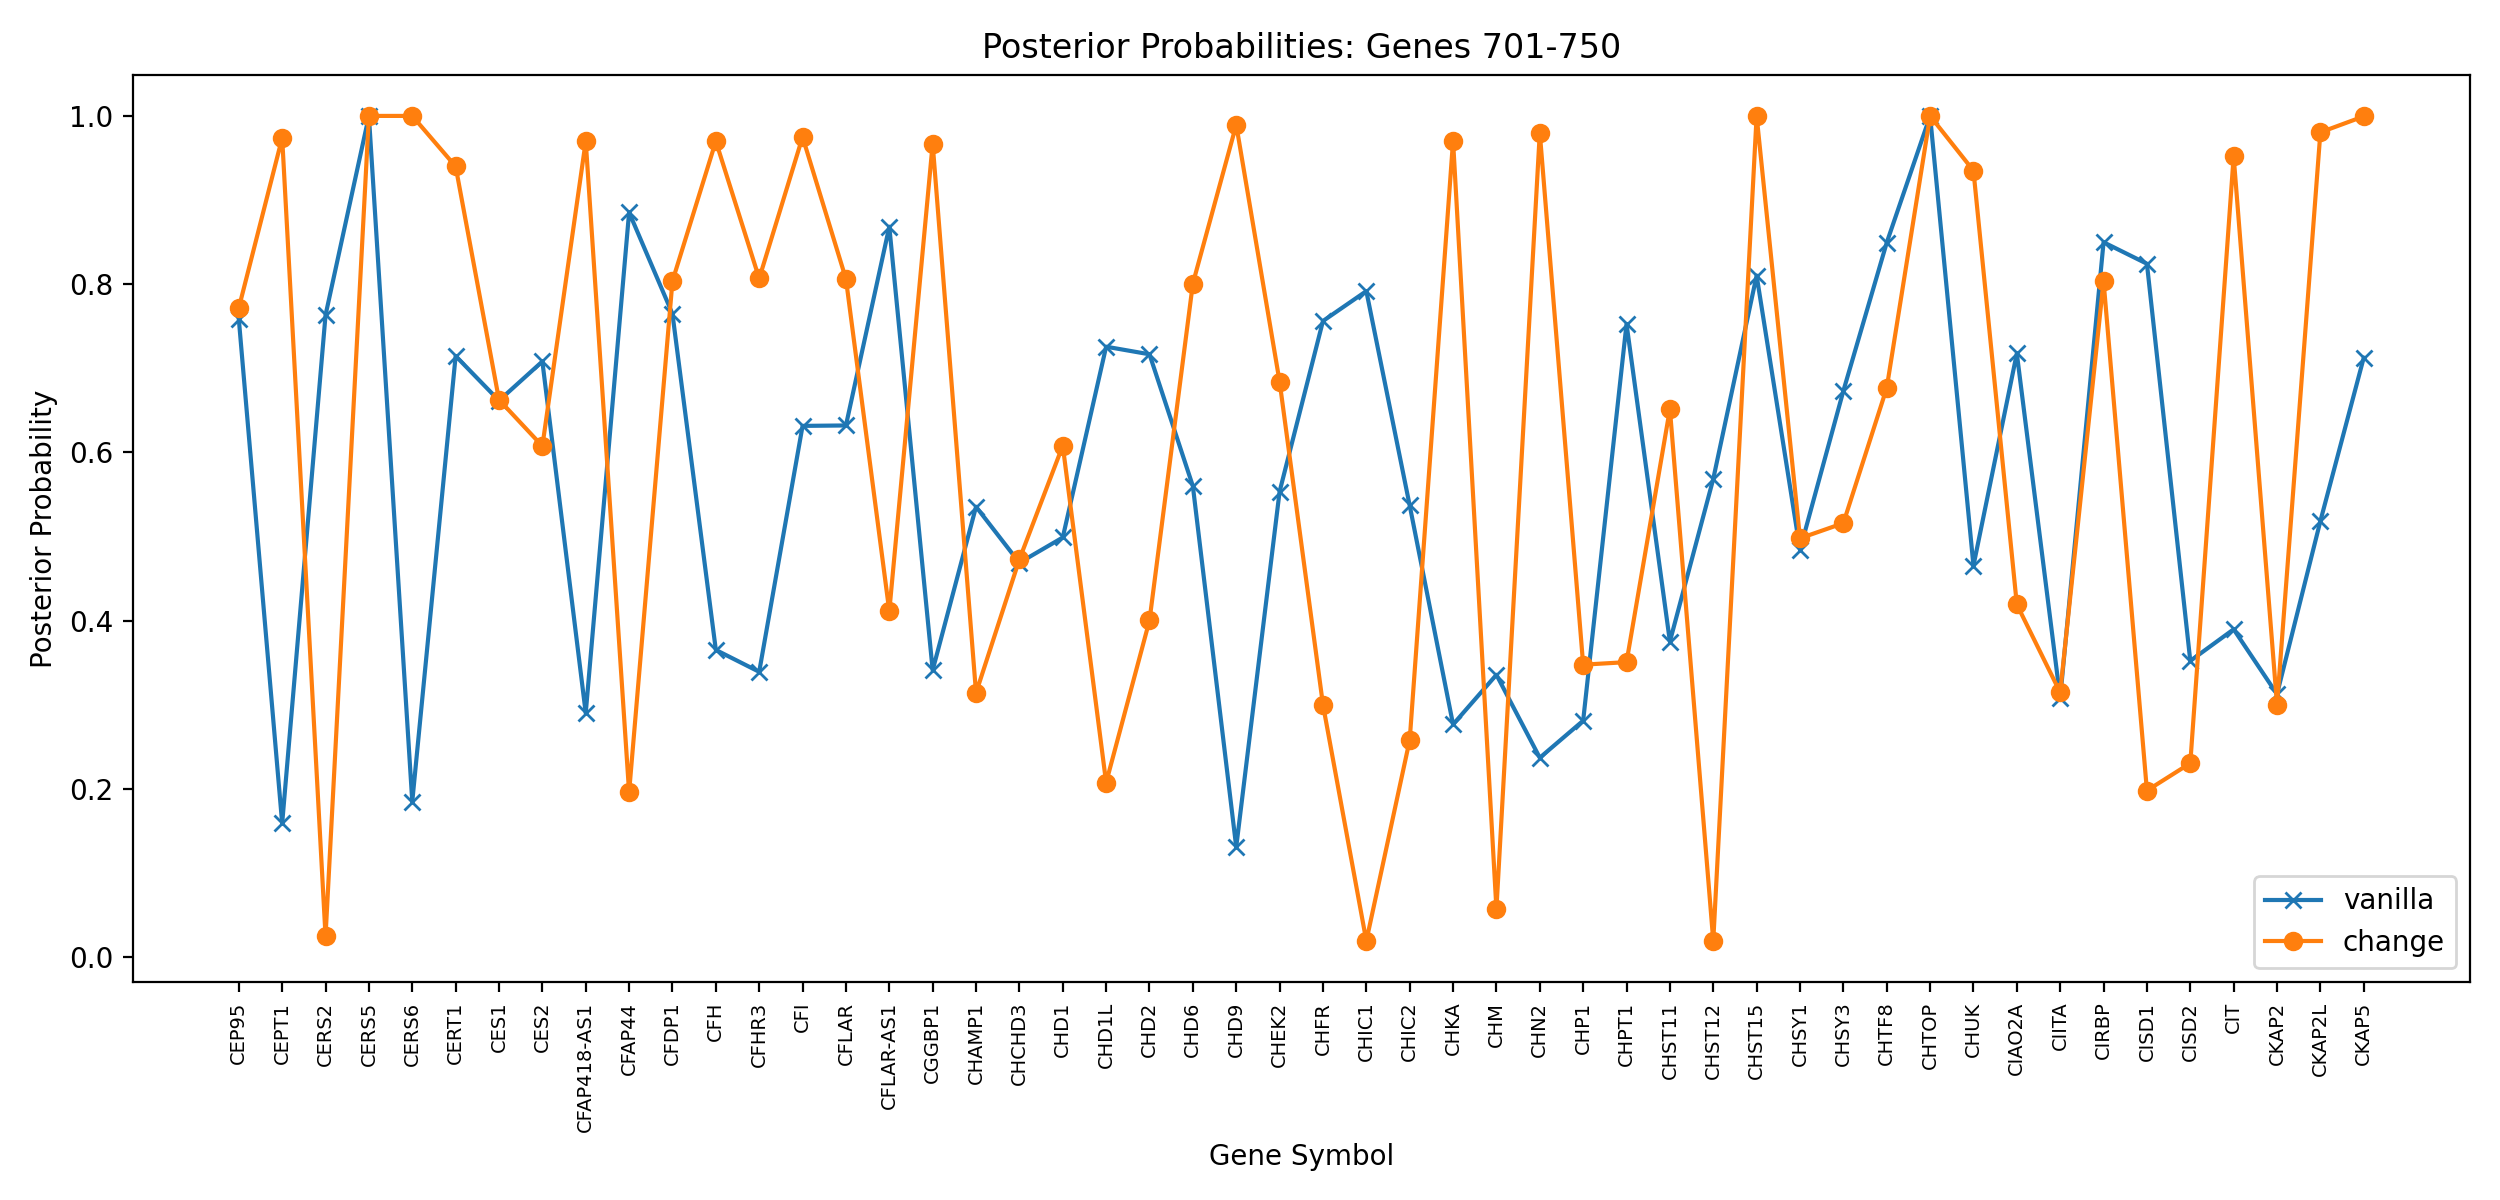 Posterior Probabilities: Genes 701-750
Posterior Probability
1.0
0.8
0.6
0.4
0.2
0.0
vanilla
change
CEP95
CEPT1
CERS2
CERS5
CERS6
CERT1
CES1
CES2
CFAP418-AS1
CFAP44
CFDP1
CFH
CFHR3
CFI
CFLAR
CFLAR-AS1
CGGBP1
CHAMP1
CHCHD3
CHD1
CHD1L
CHD2
CHD6
CHD9
CHEK2
CHFR
CHIC1
CHIC2
CHKA
CHM
CHN2
CHP1
CHPT1
CHST11
CHST12
CHST15
CHSY1
CHSY3
CHTF8
CHTOP
CHUK
CIAO2A
CIITA
CIRBP
CISD1
CISD2
CIT
CKAP2
CKAP2L
CKAP5
Gene Symbol